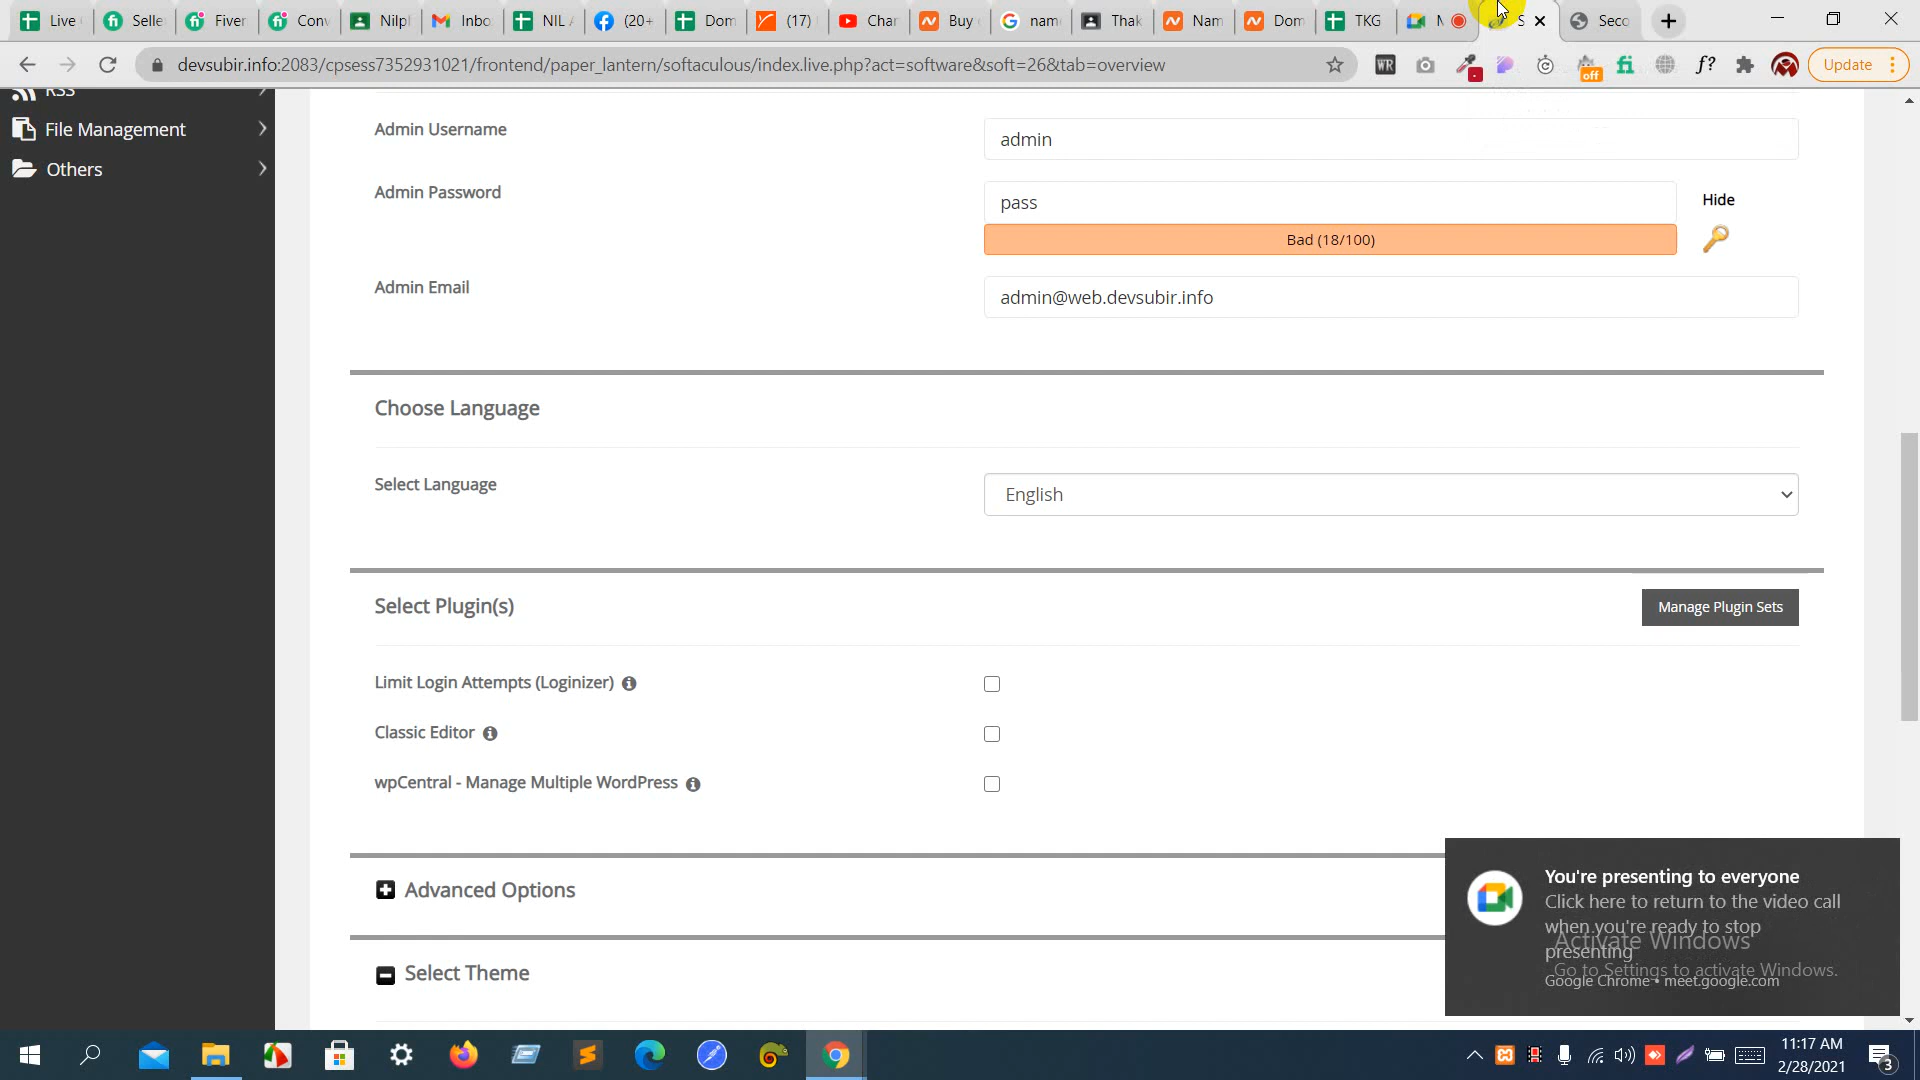 Live
Selle
Fiver
Conv
Nilph
Inbo
NIL A
(20+
Dom
(17)
Char
Buy
nam
Thak
Nam
Dom
TKG
M
S
Seco
devsubir.info:2083/cpsess7352931021/frontend/paper_lantern/softaculous/index.live.php?act=software&soft=26&tab=overview
WR
off
f?
Update
RSS
File Management
Others
Admin Username
admin
Admin Password
pass
Hide
Bad (18/100)
Admin Email
admin@web.devsubir.info
Choose Language
Select Language
English
Select Plugin(s)
Manage Plugin Sets
Limit Login Attempts (Loginizer)
Classic Editor
wpCentral - Manage Multiple WordPress
Advanced Options
Select Theme
You're presenting to everyone
Click here to return to the video call
when you're ready to stop
presenting
Google Chrome • meet.google.com
Activate Windows
Go to Settings to activate Windows.
11:17 AM
2/28/2021
3